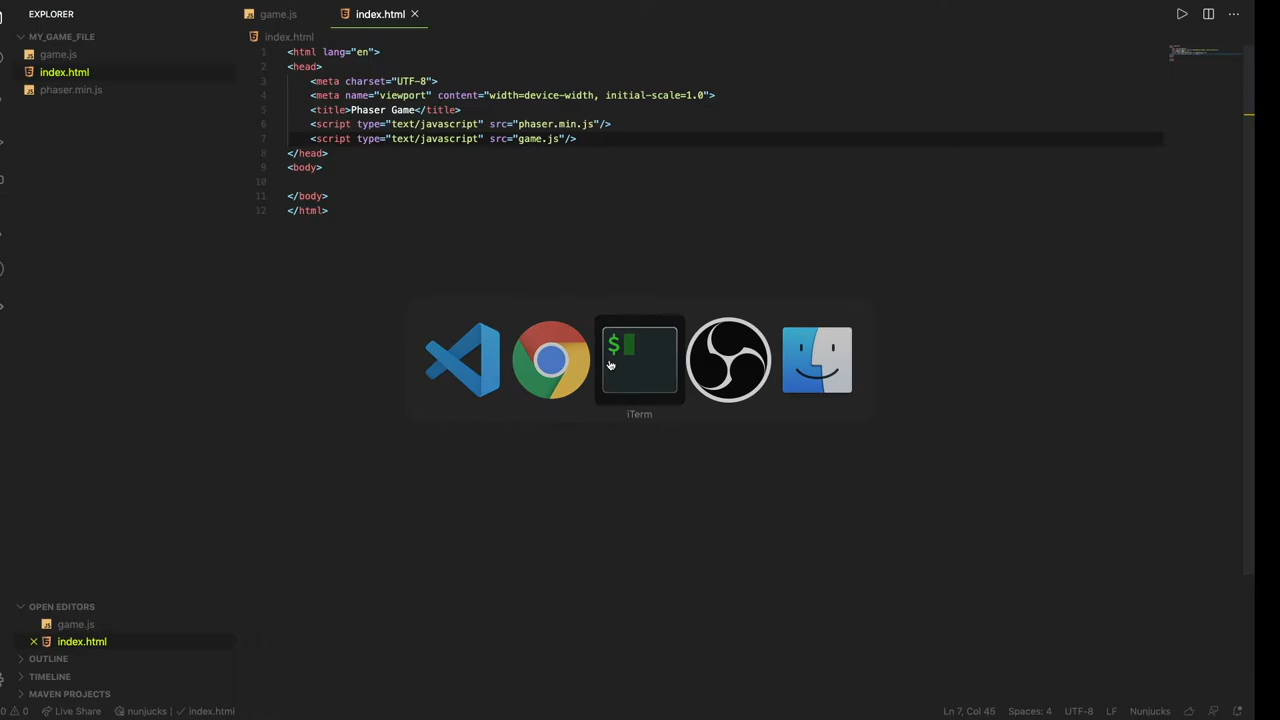 EXPLORER
MY_GAME_FILE
game.js
index.html
phaser.min.js
game.js
index.html
index.html
1 <html lang="en">
2 <head>
3 <meta charset="UTF-8">
4 <meta name="viewport" content="width=device-width, initial-scale=1.0">
5 <title>Phaser Game</title>
6 <script type="text/javascript" src="phaser.min.js"/>
7 <script type="text/javascript" src="game.js"/>
8 </head>
9 <body>
10
11 </body>
12 </html>
$
iTerm
OPEN EDITORS
game.js
index.html
OUTLINE
TIMELINE
MAVEN PROJECTS
0 0 Live Share nunjucks index.html Ln 7, Col 45 Spaces: 4 UTF-8 LF Nunjucks